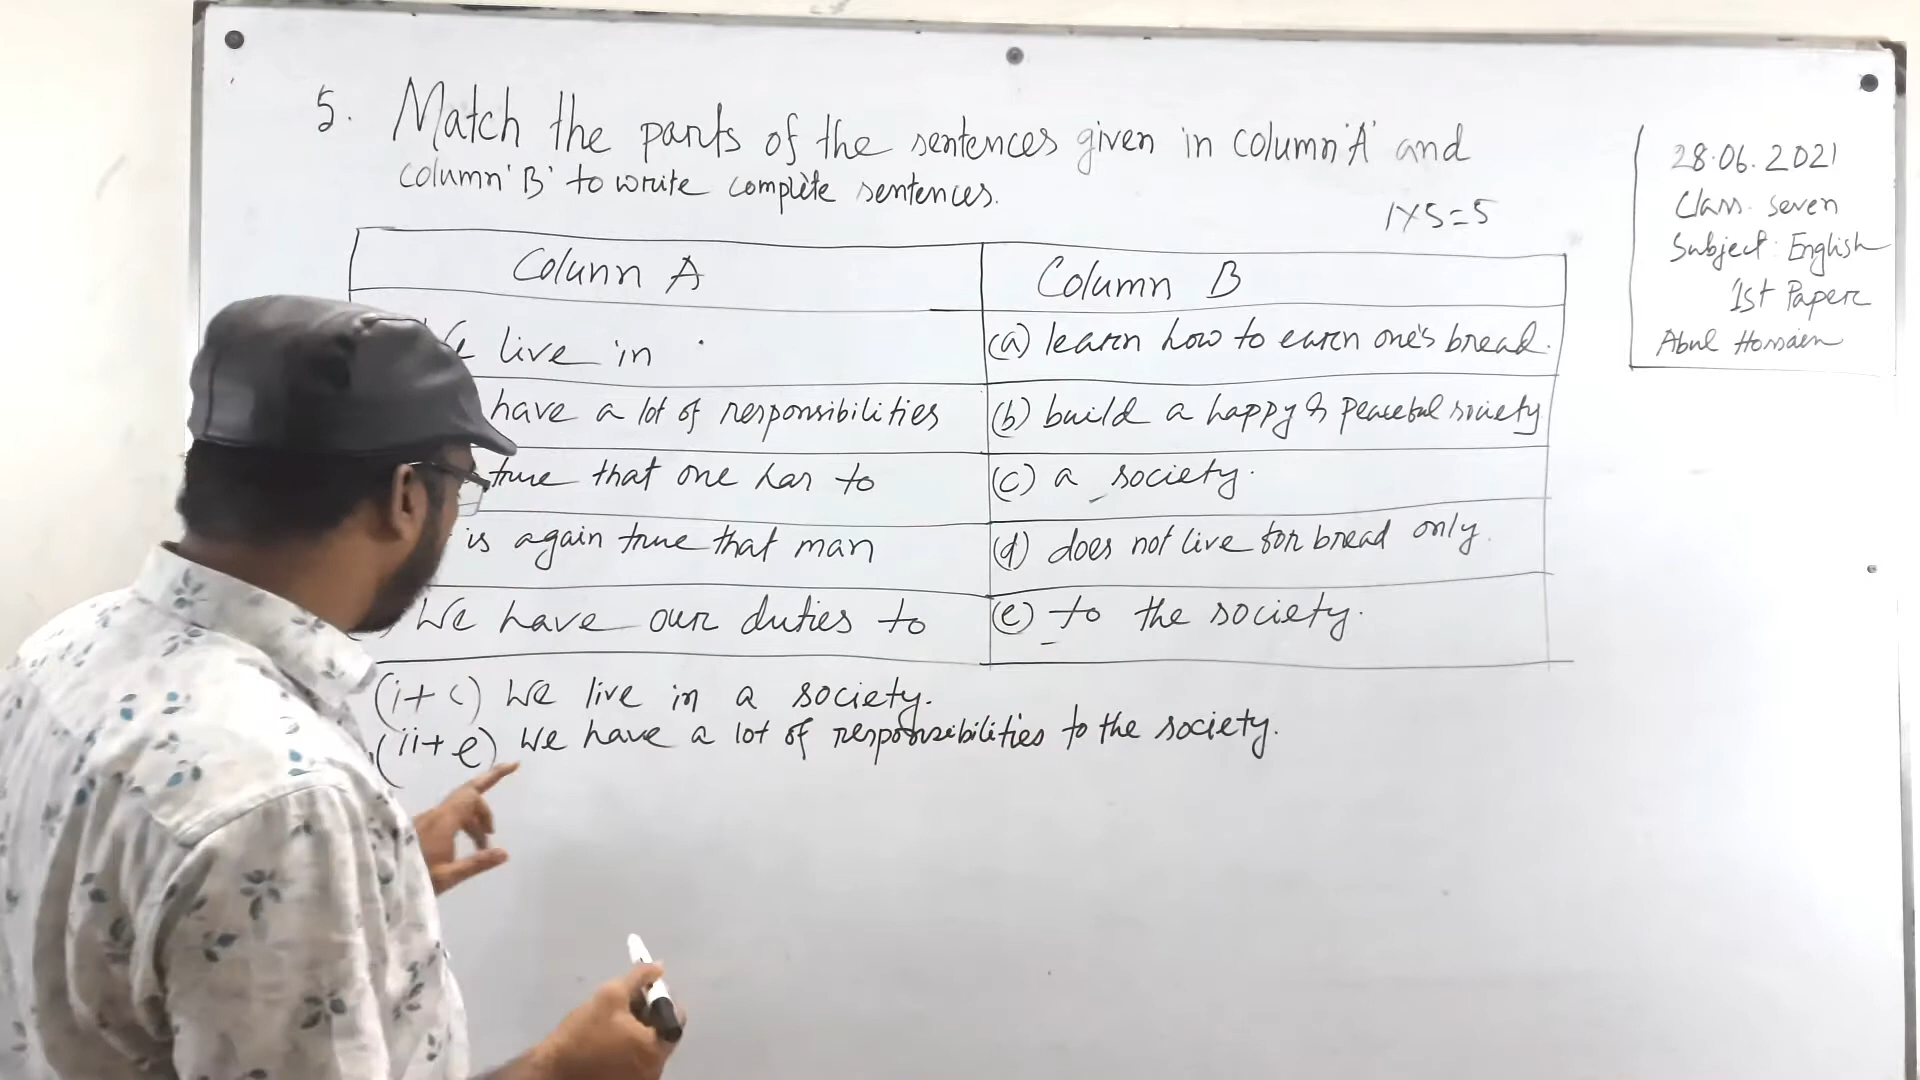 5. Match the parts of the sentences given in column 'A' and
column 'B' to write complete sentences.
1×5=5
Column A
Column B
live in
(a) learn how to earn one's bread.
have a lot of responsibilities
(b) build a happy & peaceful society
true that one has to
(c) a society.
is again true that man
(d) does not live for bread only.
We have our duties to
(e) to the society.
(i+c) We live in a society.
(ii+e) We have a lot of responsibilities to the society.
28.06.2021
Class. Seven
Subject: English
1st Paper
Abul Hossain